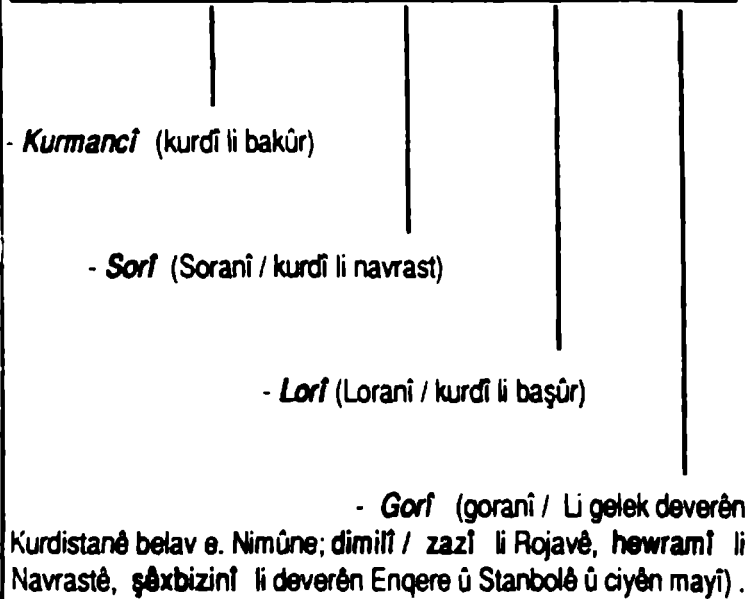 - Kurmancî (kurdî li bakûr)
- Sorî (Soranî / kurdî li navrast)
- Lorî (Loranî / kurdî li başûr)
- Gorî (goranî / Li gelek deverên
Kurdistanê belav e. Nimûne; dimilî / zazî li Rojavê, hewramî li
Navrastê, şêxbizinî li deverên Enqere û Stanbolê û ciyên mayî) .